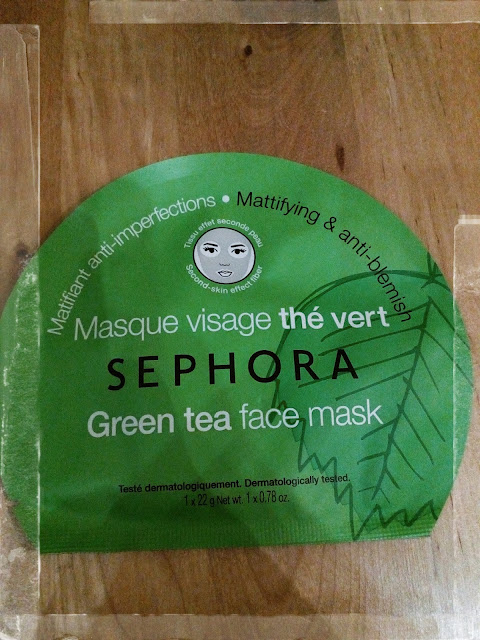 Matifiant anti-imperfections • Mattifying & anti-blemish
Tissu effet seconde peau
Second-skin effect fiber
Masque visage thé vert
SEPHORA
Green tea face mask
Testé dermatologiquement. Dermatologically tested.
1 x 22 g Net wt. 1 x 0.78 oz.